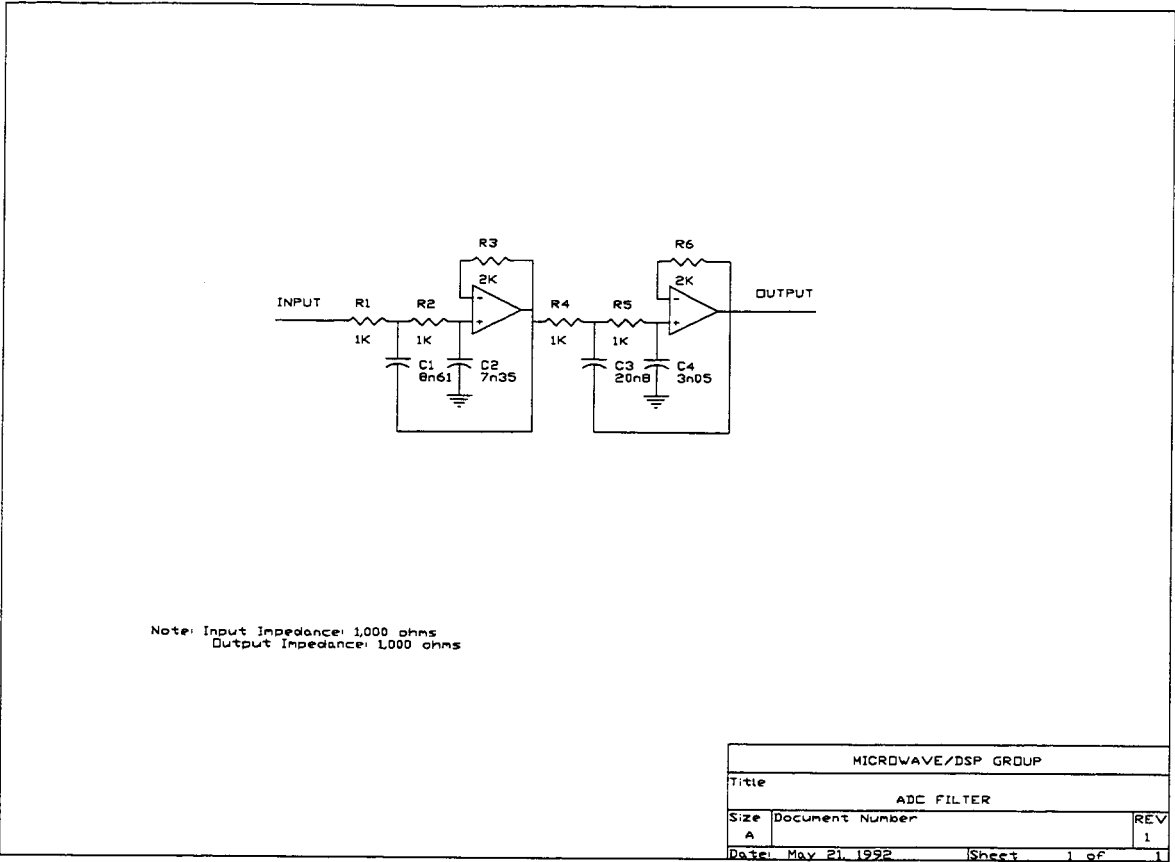 R3
R6
2K
2K
INPUT
R1
R2
R4
R5
OUTPUT
-
+
-
+
1K
1K
1K
1K
C1
8n61
C2
7n35
C3
20n8
C4
3n05
Note: Input Impedance: 1,000 ohms
Output Impedance: 1,000 ohms
MICROWAVE/DSP GROUP
Title
ADC FILTER
Size
A
Document Number
REV
1
Date: May 21, 1992
Sheet 1 of 1